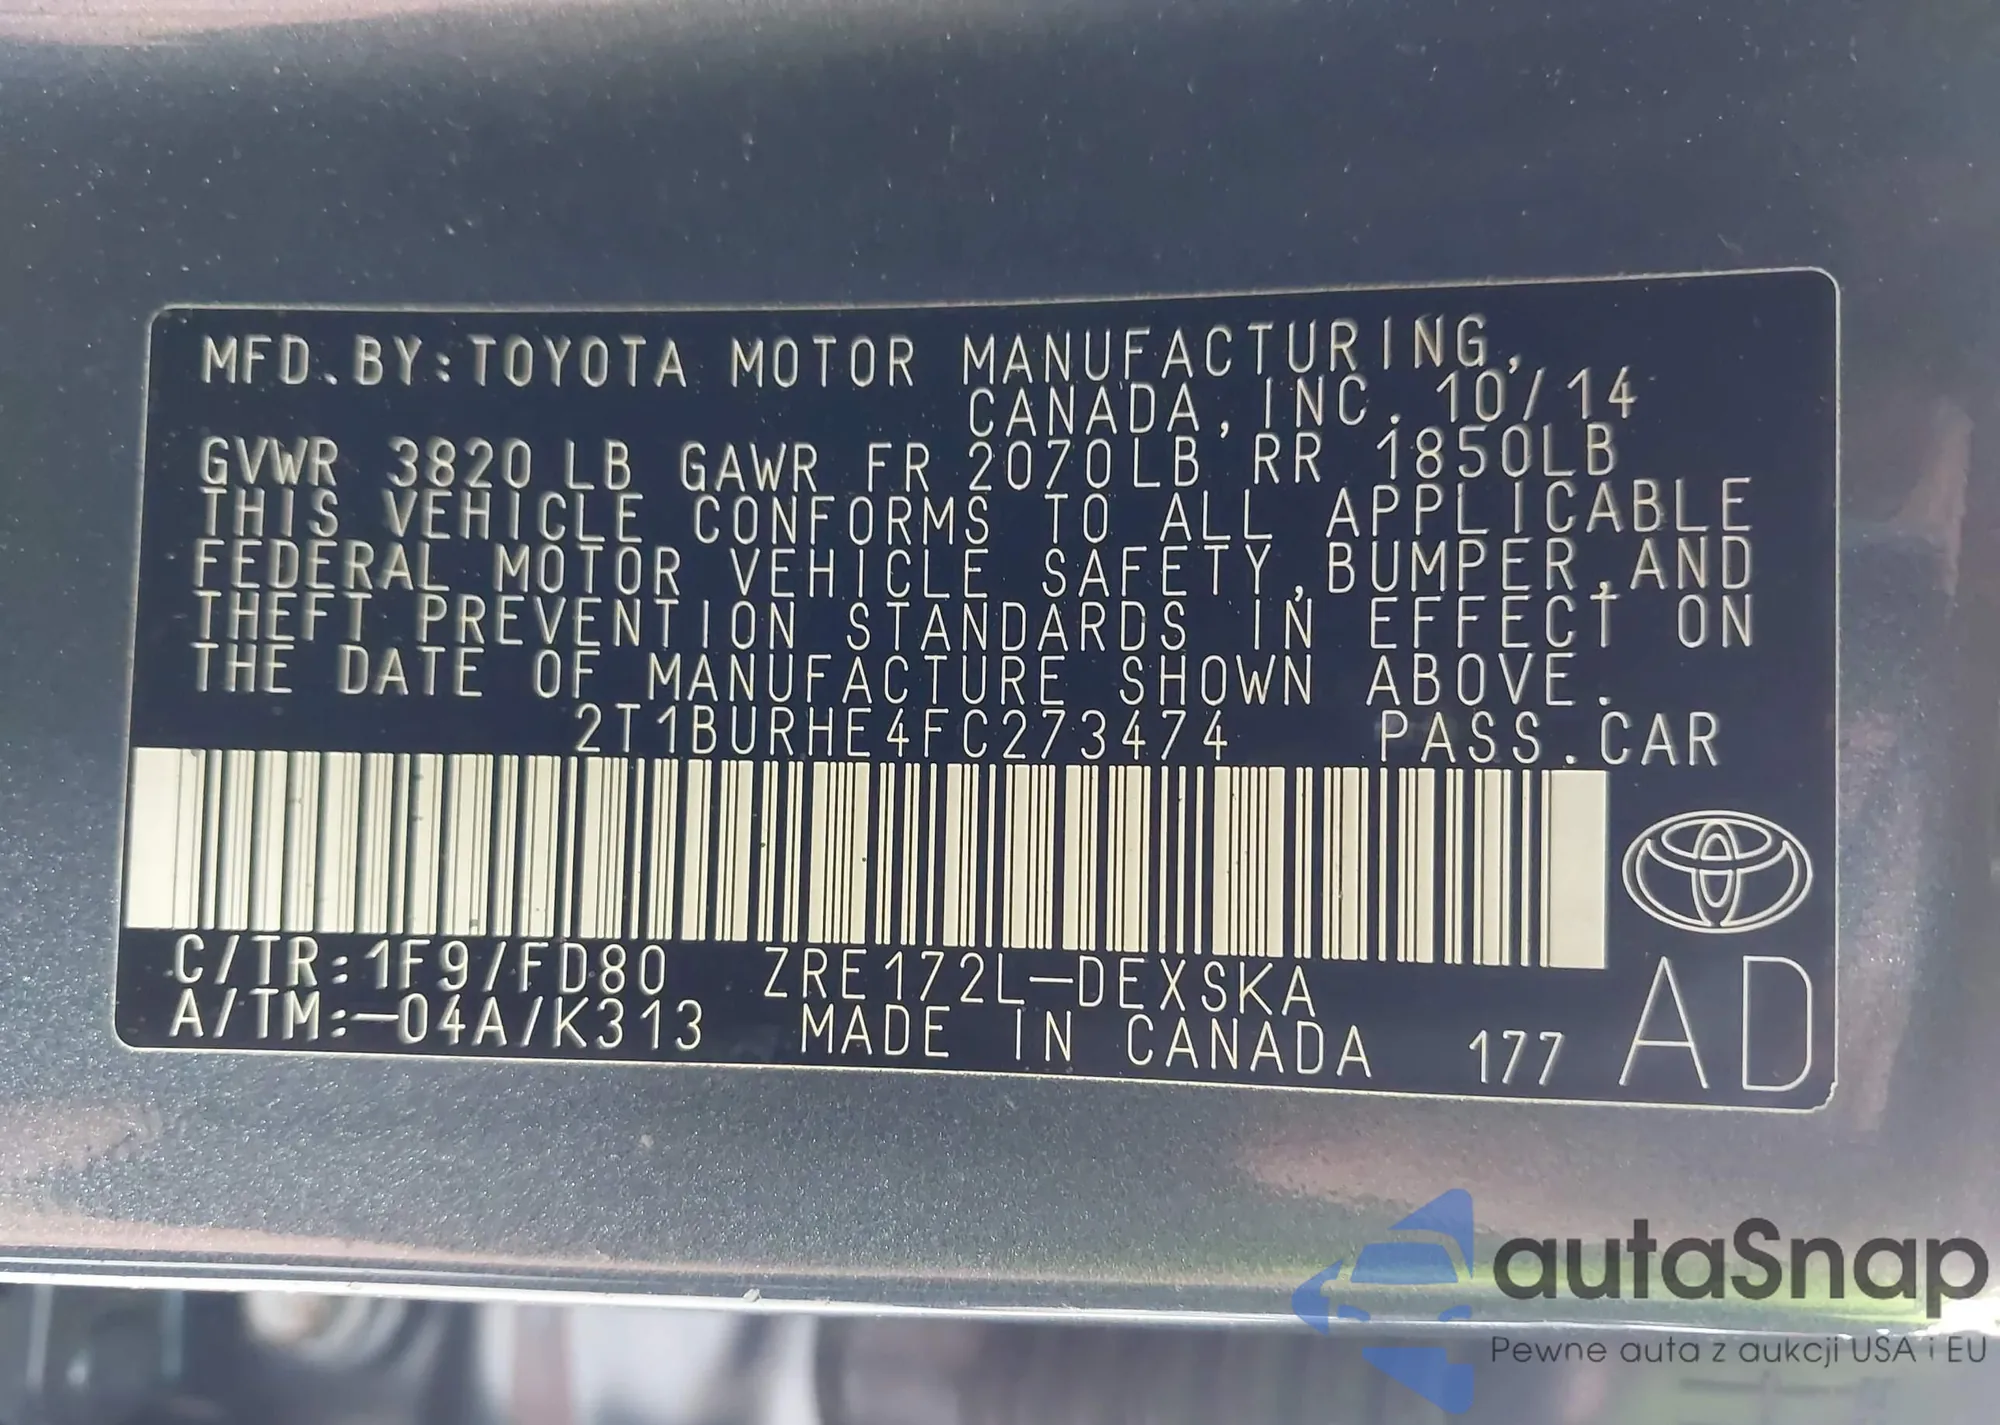 MFD.BY:TOYOTA MOTOR MANUFACTURING,
CANADA, INC. 10/14
GVWR 3820 LB GAWR FR 2070LB RR 1850LB
THIS VEHICLE CONFORMS TO ALL APPLICABLE
FEDERAL MOTOR VEHICLE SAFETY,BUMPER,AND
THEFT PREVENTION STANDARDS IN EFFECT ON
THE DATE OF MANUFACTURE SHOWN ABOVE.
2T1BURHE4FC273474 PASS.CAR
C/TR:1F9/FD80 ZRE172L-DEXSKA
A/TM:-04A/K313 MADE IN CANADA 177 AD
autaSnap
Pewne auta z aukcji USA i EU